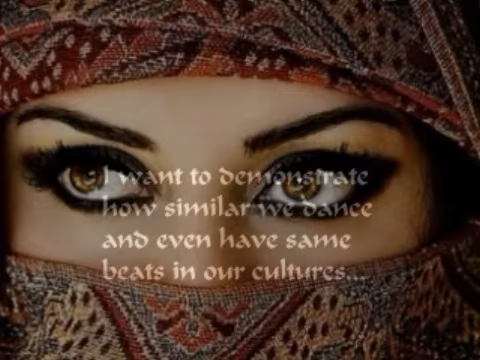 I want to demonstrate
how similar we dance
and even have same
beats in our cultures...